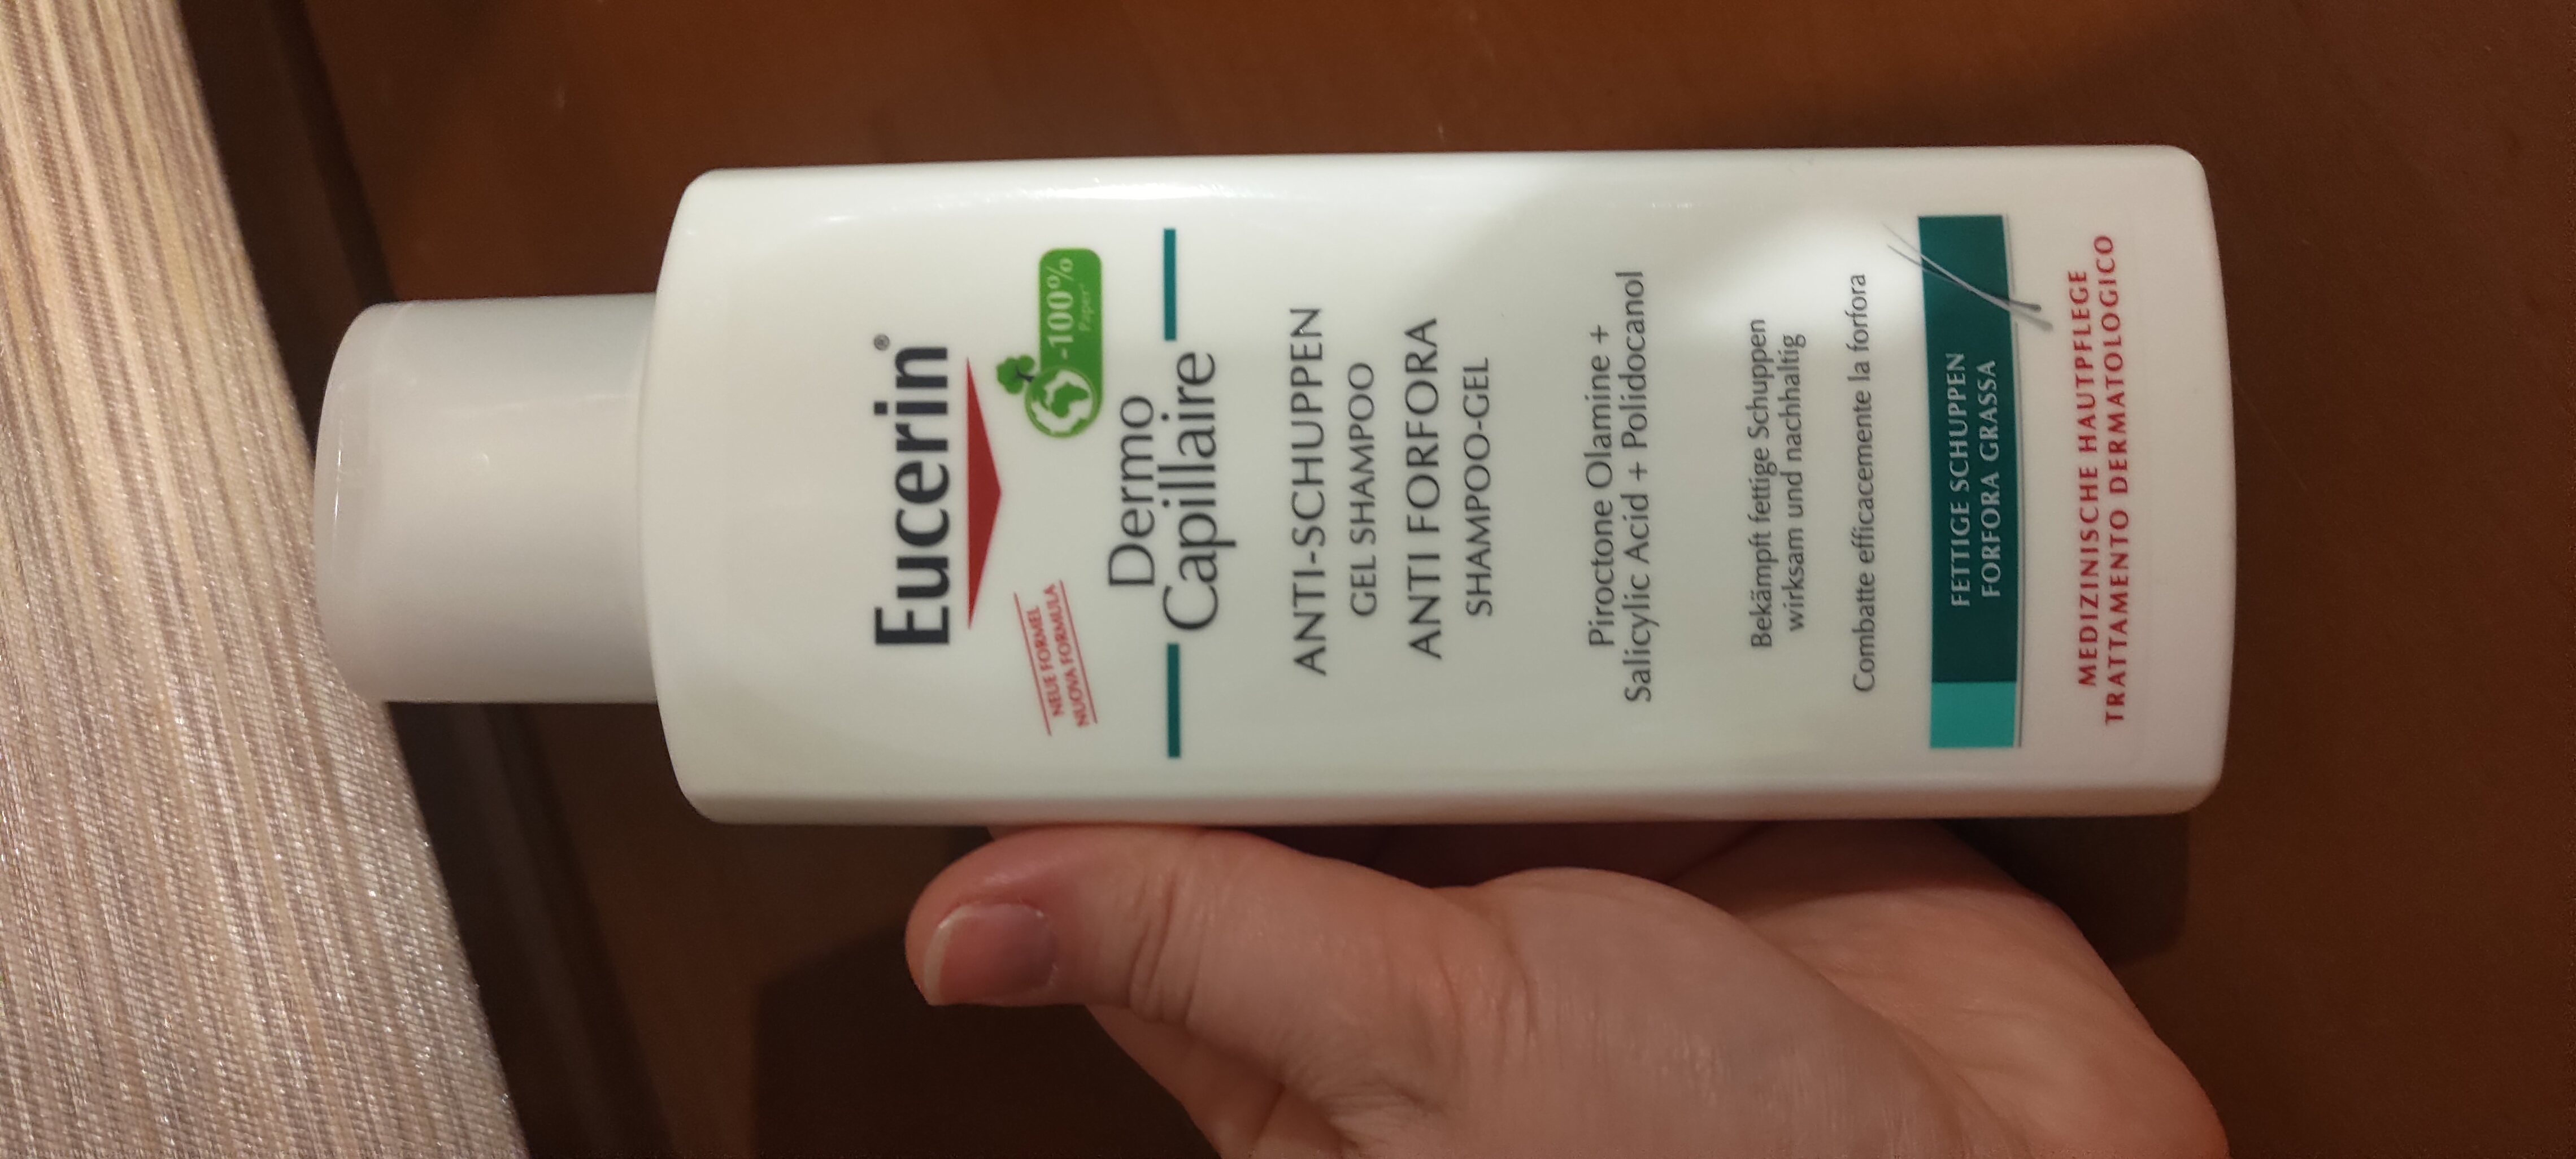 Eucerin®
NEUE FORMEL
NUOVA FORMULA
-100%
Paper*
Dermo
Capillaire
ANTI-SCHUPPEN
GEL SHAMPOO
ANTI FORFORA
SHAMPOO-GEL
Piroctone Olamine +
Salicylic Acid + Polidocanol
Bekämpft fettige Schuppen
wirksam und nachhaltig
Combatte efficacemente la forfora
FETTIGE SCHUPPEN
FORFORA GRASSA
MEDIZINISCHE HAUTPFLEGE
TRATTAMENTO DERMATOLOGICO